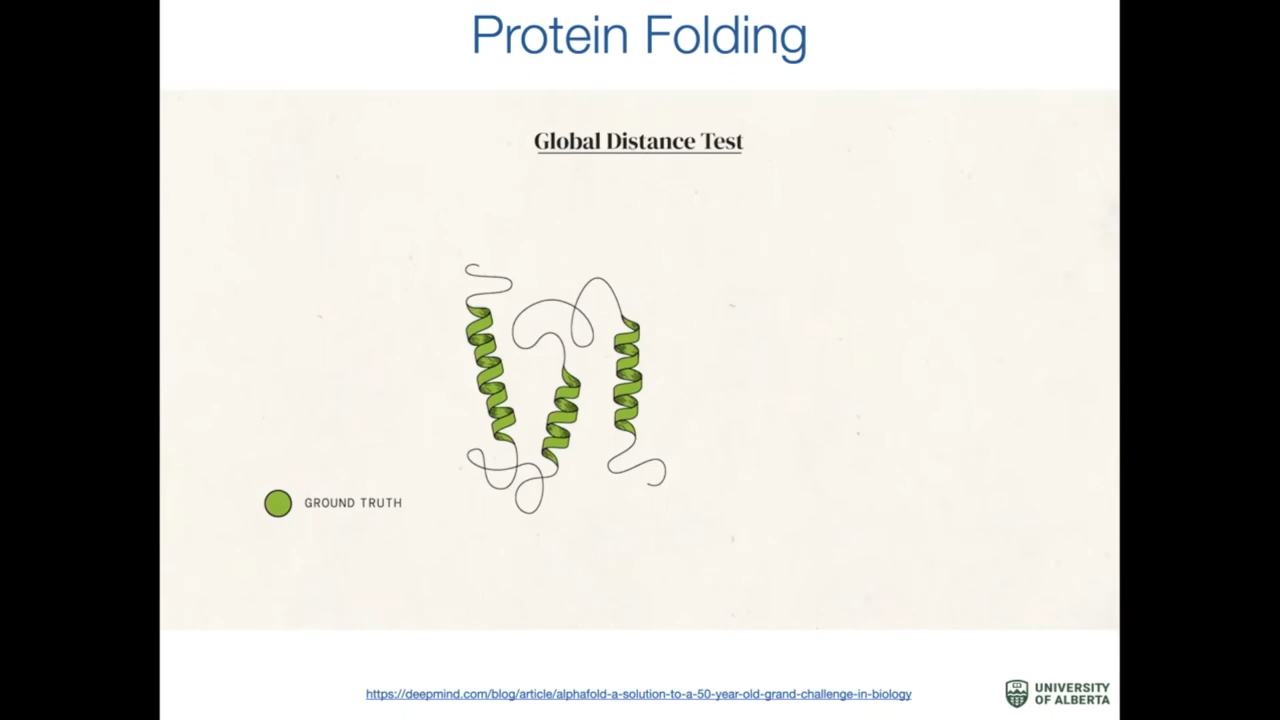 Protein Folding
Global Distance Test
GROUND TRUTH
https://deepmind.com/blog/article/alphafold-a-solution-to-a-50-year-old-grand-challenge-in-biology
UNIVERSITY
OF ALBERTA